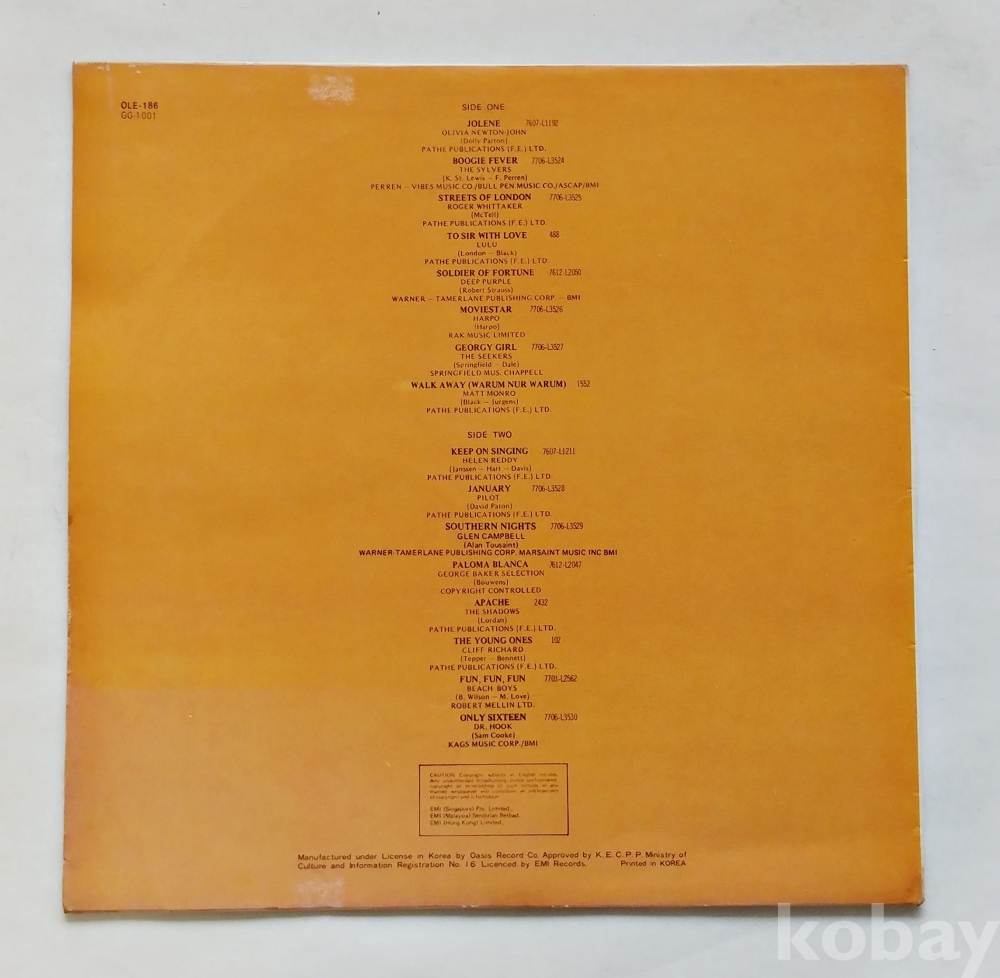 OLE-186
GG-1001
SIDE ONE
JOLENE 7607-L1192
OLIVIA NEWTON-JOHN
(Dolly Parton)
PATHE PUBLICATIONS (F.E.) LTD.
BOOGIE FEVER 7706-L3524
THE SYLVERS
(K. St. Lewis – F. Perren)
PERREN – VIBES MUSIC CO./BULL PEN MUSIC CO./ASCAP/BMI
STREETS OF LONDON 7706-L3525
ROGER WHITTAKER
(McTell)
PATHE PUBLICATIONS (F.E.) LTD.
TO SIR WITH LOVE 488
LULU
(London – Black)
PATHE PUBLICATIONS (F.E.) LTD.
SOLDIER OF FORTUNE 7612-L2050
DEEP PURPLE
(Robert Strauss)
WARNER – TAMERLANE PUBLISHING CORP. – BMI
MOVIESTAR 7706-L3526
HARPO
(Harpo)
RAK MUSIC LIMITED
GEORGY GIRL 7706-L3527
THE SEEKERS
(Springfield – Dale)
SPRINGFIELD MUS. CHAPPELL
WALK AWAY (WARUM NUR WARUM) 1552
MATT MONRO
(Black – Jurgens)
PATHE PUBLICATIONS (F.E.) LTD.
SIDE TWO
KEEP ON SINGING 7607-L1211
HELEN REDDY
(Janssen – Hart – Davis)
PATHE PUBLICATIONS (F.E.) LTD.
JANUARY 7706-L3528
PILOT
(David Paton)
PATHE PUBLICATIONS (F.E.) LTD.
SOUTHERN NIGHTS 7706-L3529
GLEN CAMPBELL
(Alan Tousaint)
WARNER-TAMERLANE PUBLISHING CORP. MARSAINT MUSIC INC BMI
PALOMA BLANCA 7612-L2047
GEORGE BAKER SELECTION
(Bouwens)
COPYRIGHT CONTROLLED
APACHE 2432
THE SHADOWS
(Lordan)
PATHE PUBLICATIONS (F.E.) LTD.
THE YOUNG ONES 102
CLIFF RICHARD
(Tepper – Bennett)
PATHE PUBLICATIONS (F.E.) LTD.
FUN, FUN, FUN 7703-L2562
BEACH BOYS
(B. Wilson – M. Love)
ROBERT MELLIN LTD.
ONLY SIXTEEN 7706-L3530
DR. HOOK
(Sam Cooke)
KAGS MUSIC CORP./BMI
CAUTION Copyright subsists in
EMI (Singapore) Pte. Limited.,
EMI (Malaysia) Sendirian Berhad.
EMI (Hong Kong) Limited.,
Manufactured under License in Korea by Oasis Record Co. Approved by K. E. C. P. P. Ministry of
Culture and Information Registration No. 16 Licenced by EMI Records. Printed in KOREA
kobay